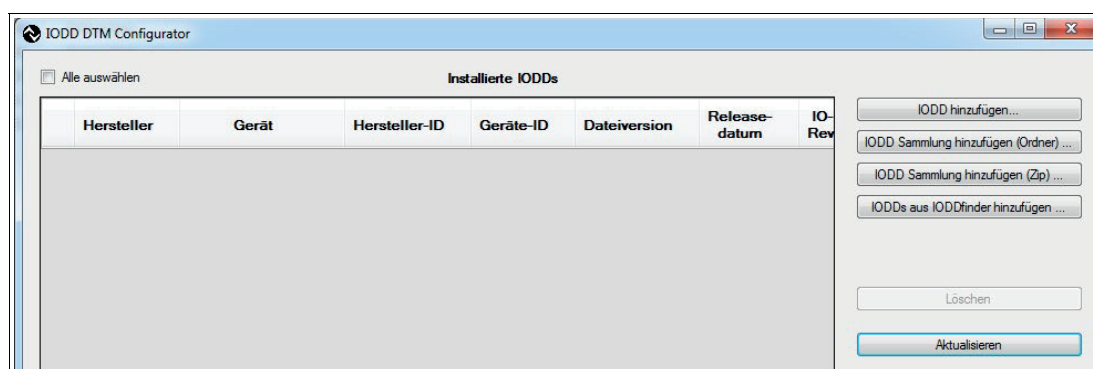 IODD DTM Configurator
Alle auswählen
Installierte IODDs
Hersteller Gerät Hersteller-ID Geräte-ID Dateiversion Release-datum IO-Rev
IODD hinzufügen...
IODD Sammlung hinzufügen (Ordner) ...
IODD Sammlung hinzufügen (Zip) ...
IODDs aus IODDfinder hinzufügen ...
Löschen
Aktualisieren